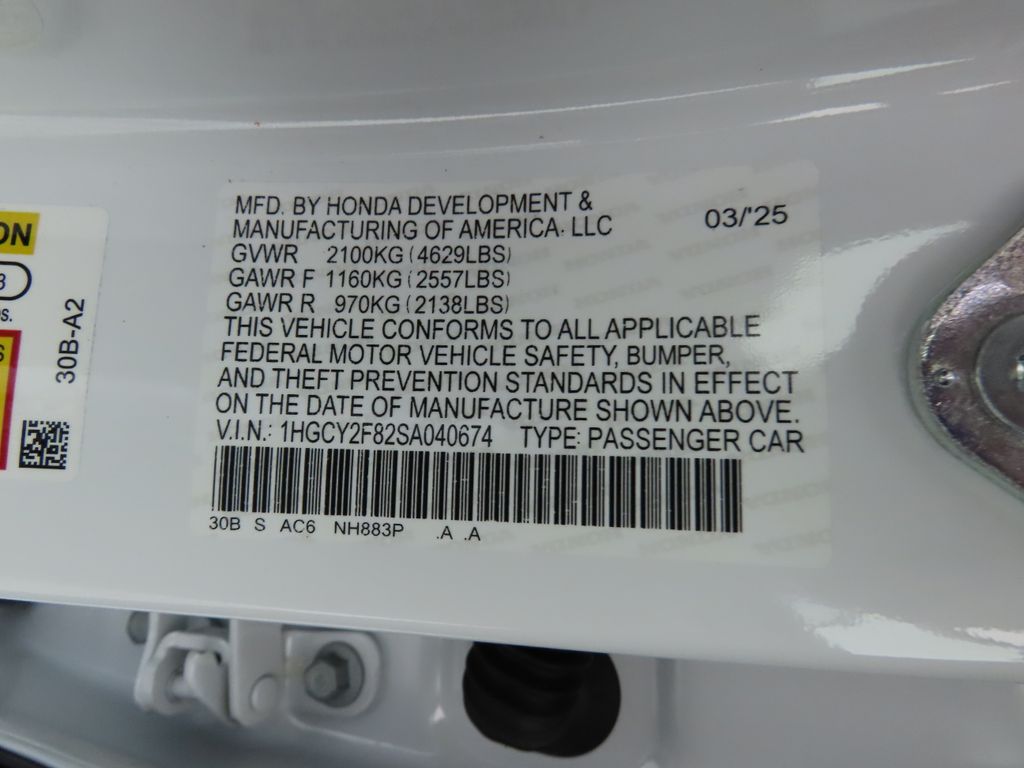 MFD. BY HONDA DEVELOPMENT &
MANUFACTURING OF AMERICA, LLC
03/'25
GVWR 2100KG (4629LBS)
GAWR F 1160KG (2557LBS)
GAWR R 970KG (2138LBS)
THIS VEHICLE CONFORMS TO ALL APPLICABLE
FEDERAL MOTOR VEHICLE SAFETY, BUMPER,
AND THEFT PREVENTION STANDARDS IN EFFECT
ON THE DATE OF MANUFACTURE SHOWN ABOVE.
V.I.N.: 1HGCY2F82SA040674 TYPE: PASSENGER CAR
30B S AC6 NH883P .A .A
ON
3
S.
S
30B-A2